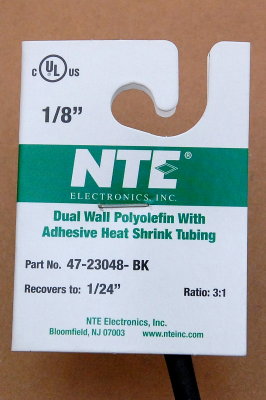 c UL US
1/8”
NTE®
ELECTRONICS, INC.
Dual Wall Polyolefin With
Adhesive Heat Shrink Tubing
Part No. 47-23048- BK
Recovers to: 1/24” Ratio: 3:1
NTE Electronics, Inc.
Bloomfield, NJ 07003 www.nteinc.com